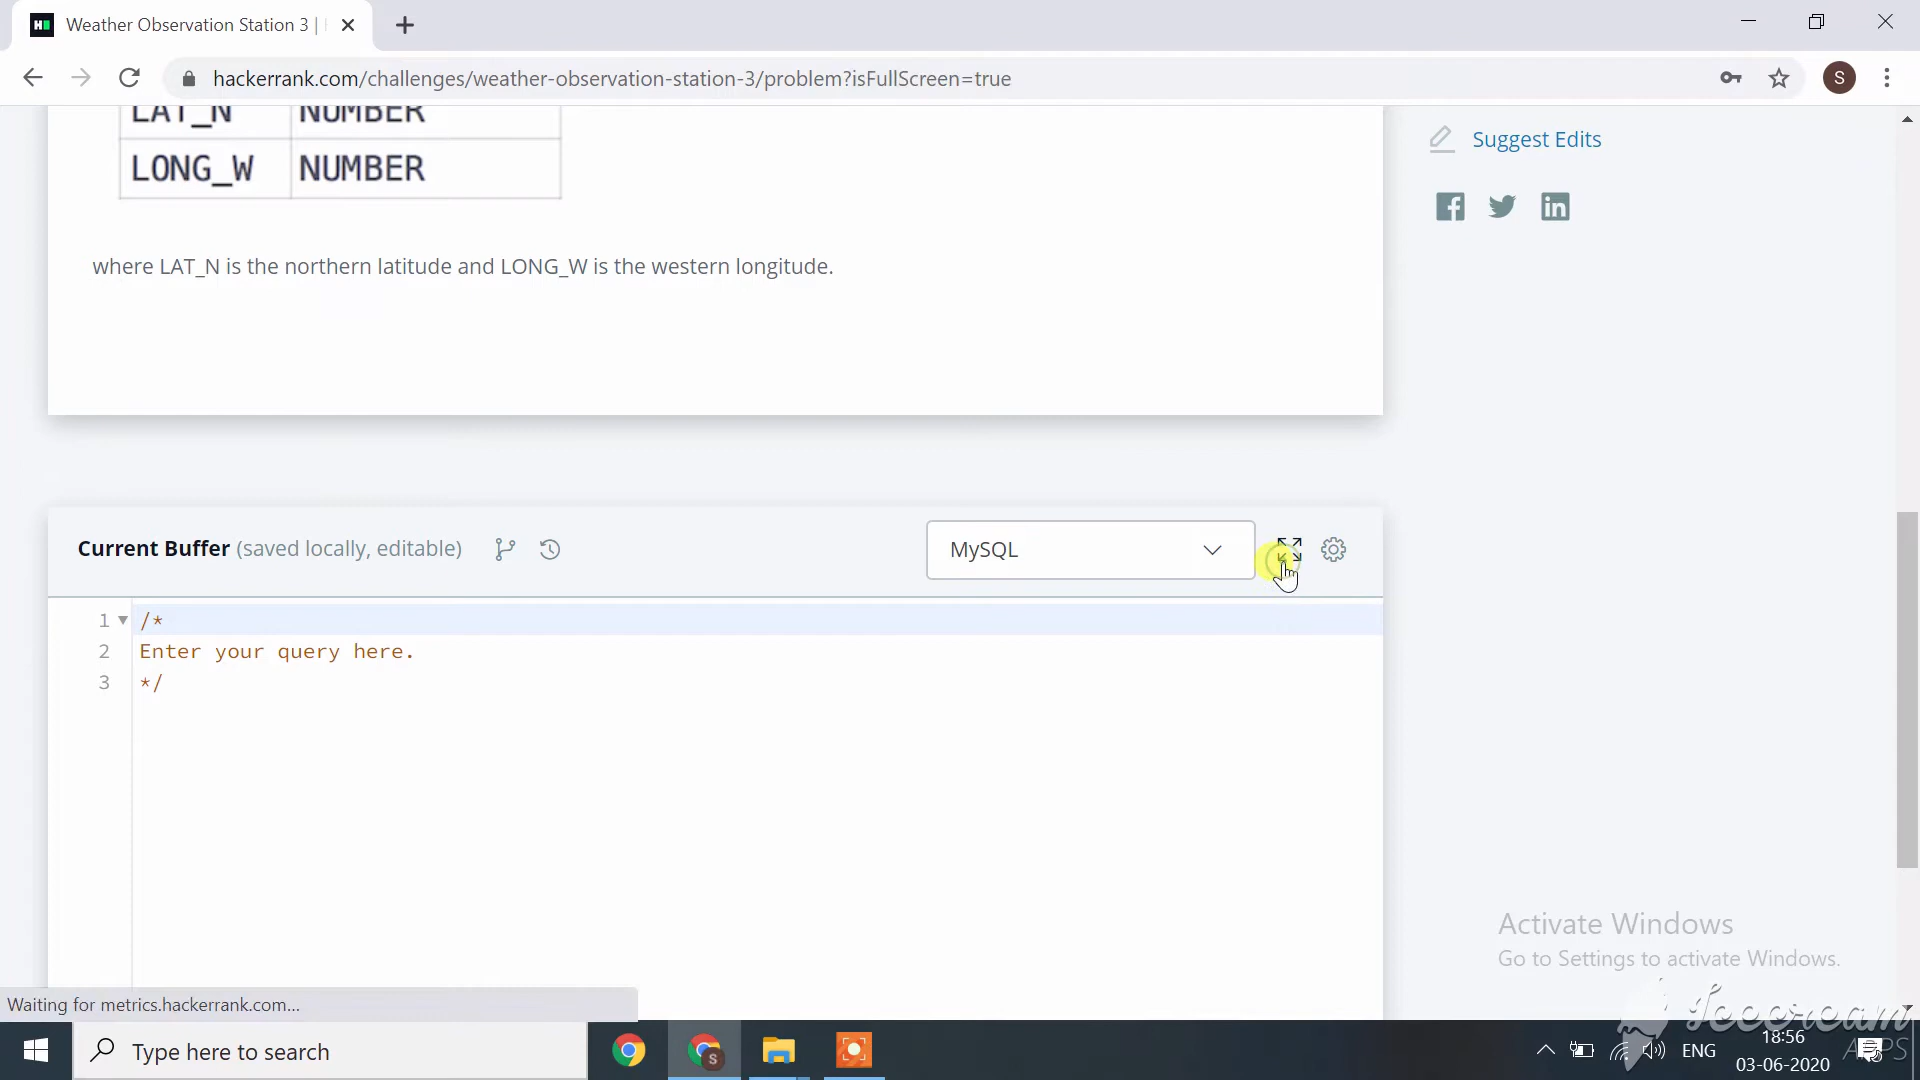 Weather Observation Station 3 |
hackerrank.com/challenges/weather-observation-station-3/problem?isFullScreen=true
S
LAT_N NUMBER
LONG_W NUMBER
where LAT_N is the northern latitude and LONG_W is the western longitude.
Suggest Edits
Current Buffer (saved locally, editable)
MySQL
1 /*
2 Enter your query here.
3 */
Activate Windows
Go to Settings to activate Windows.
Waiting for metrics.hackerrank.com...
Icecream
APPS
Type here to search
S
ENG
18:56
03-06-2020